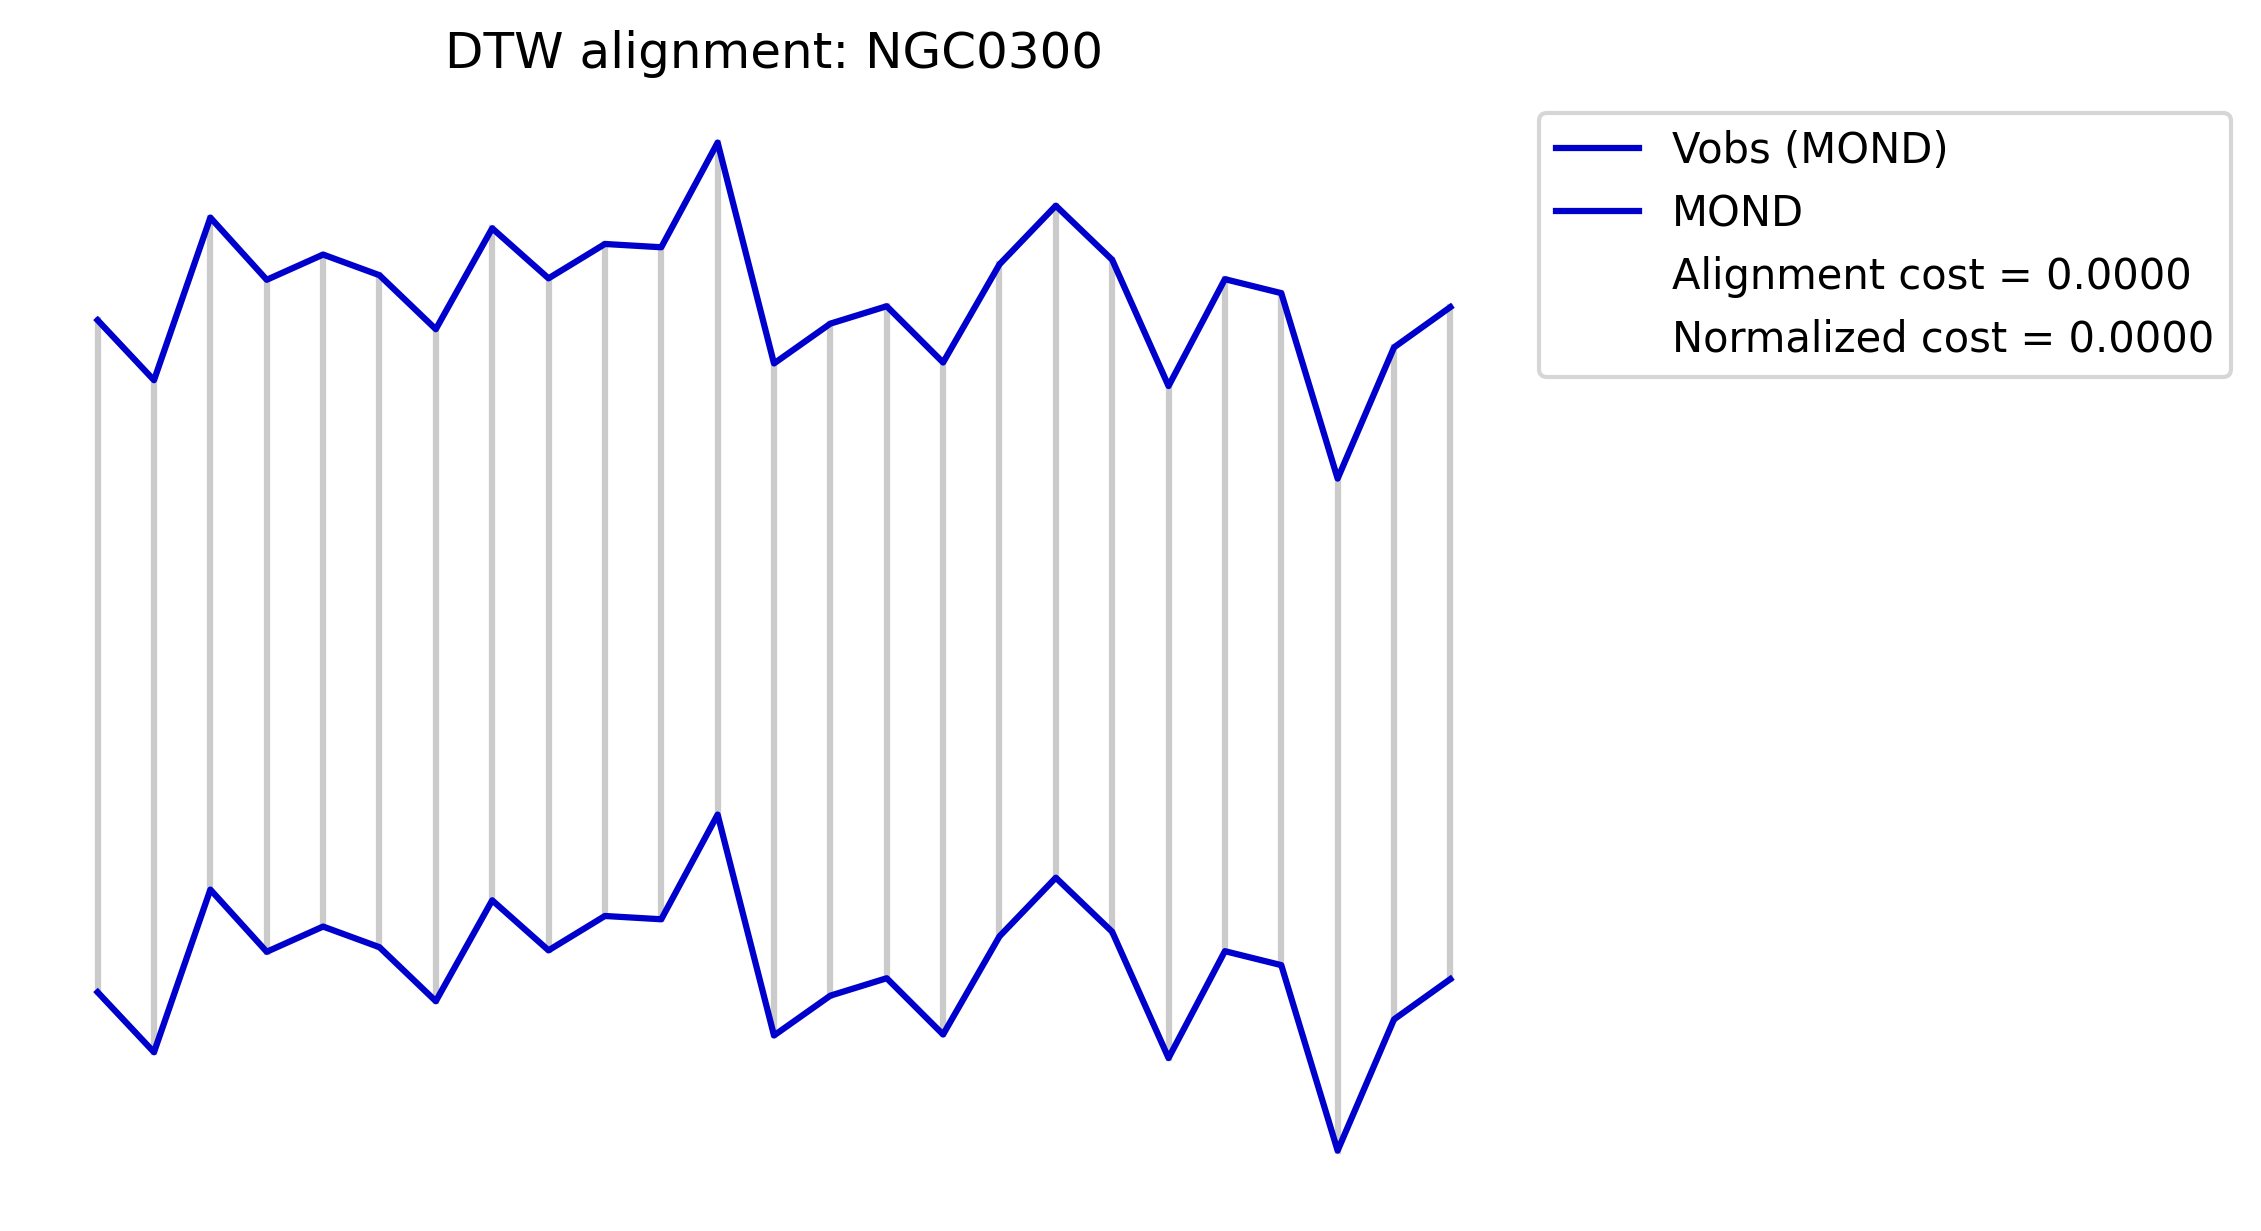 DTW alignment: NGC0300
Vobs (MOND)
MOND
Alignment cost = 0.0000
Normalized cost = 0.0000